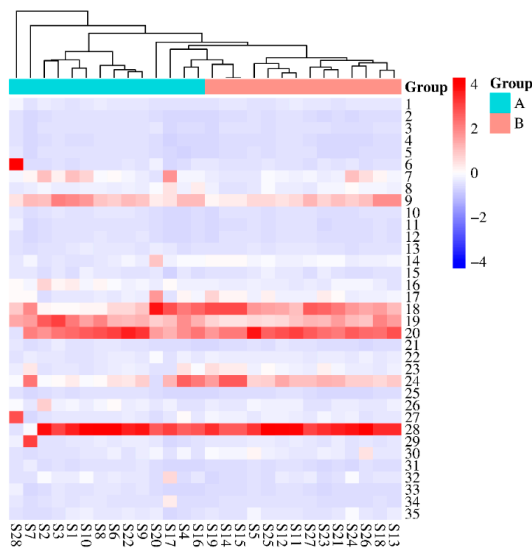 Group
1
2
3
4
5
6
7
8
9
10
11
12
13
14
15
16
17
18
19
20
21
22
23
24
25
26
27
28
29
30
31
32
33
34
35
S28
S7
S2
S3
S1
S10
S8
S6
S22
S9
S20
S17
S4
S16
S19
S14
S15
S5
S25
S12
S11
S27
S23
S21
S24
S26
S18
S13
4
2
0
−2
−4
Group
A
B